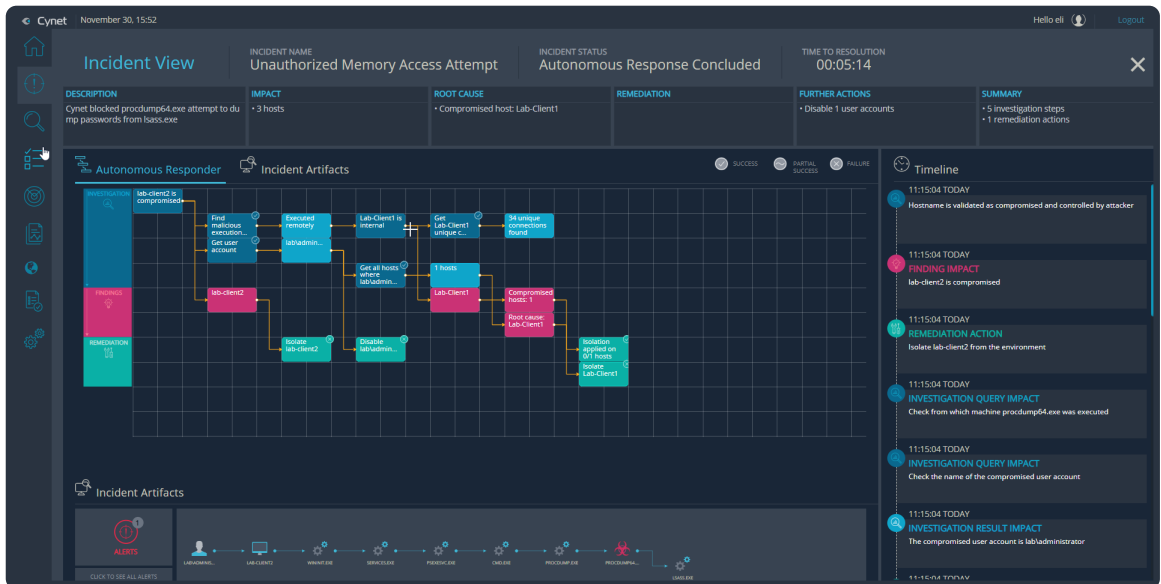 Cynet
November 30, 15:52
Hello eli
Logout
Incident View
INCIDENT NAME
Unauthorized Memory Access Attempt
INCIDENT STATUS
Autonomous Response Concluded
TIME TO RESOLUTION
00:05:14
DESCRIPTION
Cynet blocked procdump64.exe attempt to du
mp passwords from lsass.exe
IMPACT
• 3 hosts
ROOT CAUSE
• Compromised host: Lab-Client1
REMEDIATION
FURTHER ACTIONS
• Disable 1 user accounts
SUMMARY
• 5 investigation steps
• 1 remediation actions
Autonomous Responder
Incident Artifacts
SUCCESS
PARTIAL
SUCCESS
FAILURE
INVESTIGATION
lab-client2 is
compromised
Find
malicious
execution...
Executed
remotely
Lab-Client1 is
internal
Get
Lab-Client1
unique c...
34 unique
connections
found
Get user
account
lab\admin...
Get all hosts
where
lab\admin...
1 hosts
FINDINGS
lab-client2
Lab-Client1
Compromised
hosts: 1
Root cause:
Lab-Client1
REMEDIATION
Isolate
lab-client2
Disable
lab\admin...
Isolation
applied on
0/1 hosts
Isolate
Lab-Client1
Incident Artifacts
1
ALERTS
CLICK TO SEE ALL ALERTS
LAB\ADMINIS...
LAB-CLIENT2
WININIT.EXE
SERVICES.EXE
PSEXESVC.EXE
CMD.EXE
PROCDUMP.EXE
PROCDUMP64...
LSASS.EXE
Timeline
11:15:04 TODAY
Hostname is validated as compromised and controlled by attacker
11:15:04 TODAY
FINDING IMPACT
lab-client2 is compromised
11:15:04 TODAY
REMEDIATION ACTION
Isolate lab-client2 from the environment
11:15:04 TODAY
INVESTIGATION QUERY IMPACT
Check from which machine procdump64.exe was executed
11:15:04 TODAY
INVESTIGATION QUERY IMPACT
Check the name of the compromised user account
11:15:04 TODAY
INVESTIGATION RESULT IMPACT
The compromised user account is lab\administrator
11:15:04 TODAY